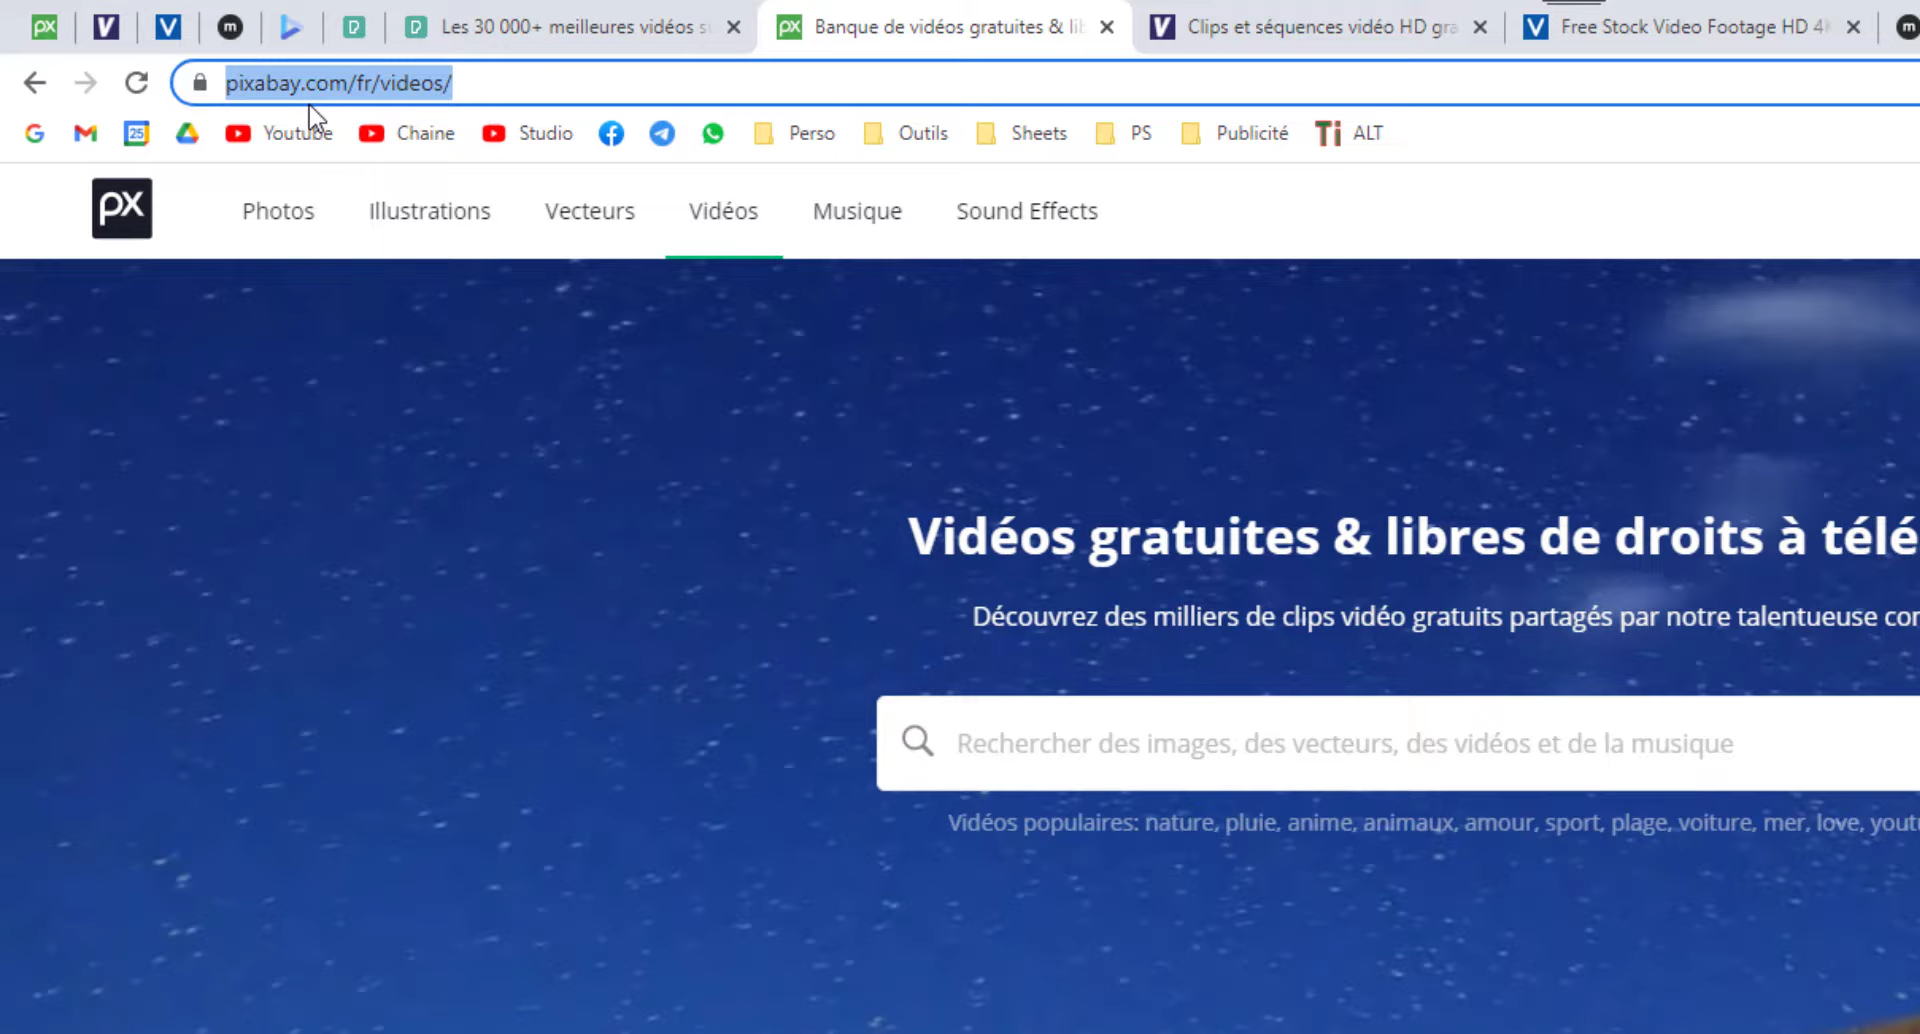 Les 30 000+ meilleures vidéos
Banque de vidéos gratuites & lib
Clips et séquences vidéo HD gra
Free Stock Video Footage HD 4K
pixabay.com/fr/videos/
G M 25 Youtube Chaine Studio Perso Outils Sheets PS Publicité Ti ALT
px Photos Illustrations Vecteurs Vidéos Musique Sound Effects
Vidéos gratuites & libres de droits à télé
Découvrez des milliers de clips vidéo gratuits partagés par notre talentueuse
Rechercher des images, des vecteurs, des vidéos et de la musique
Vidéos populaires: nature, pluie, anime, animaux, amour, sport, plage, voiture, mer, love,